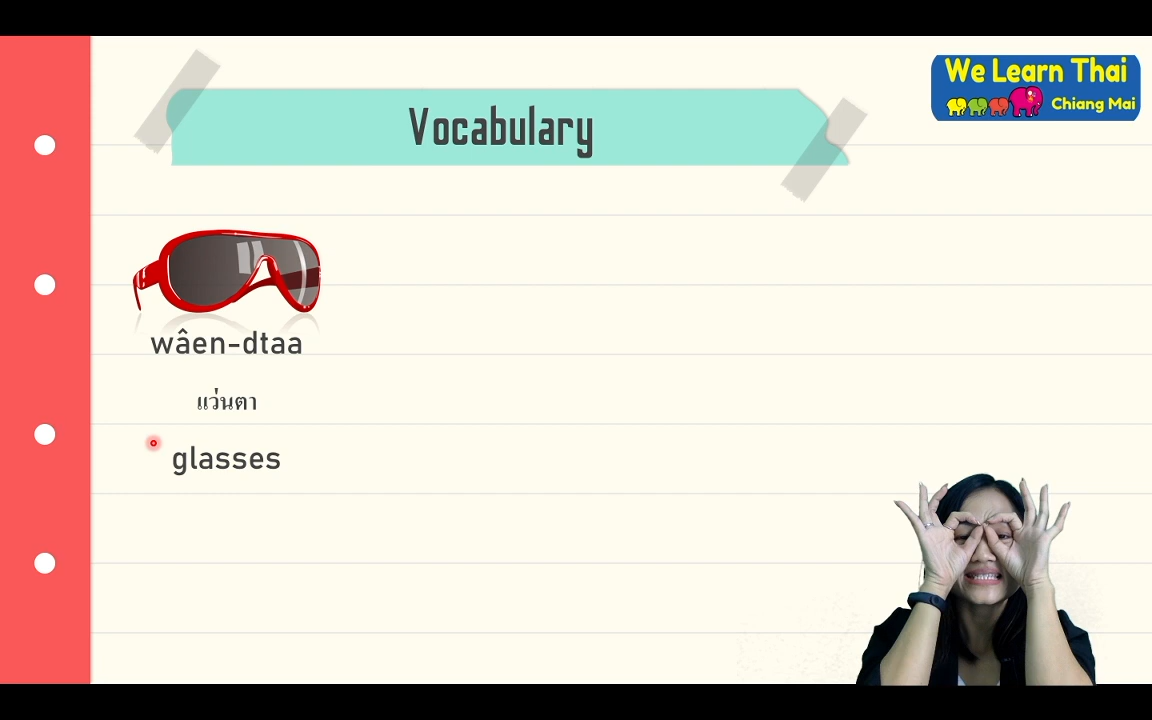 We Learn Thai
Chiang Mai
Vocabulary
wâen-dtaa
แว่นตา
glasses